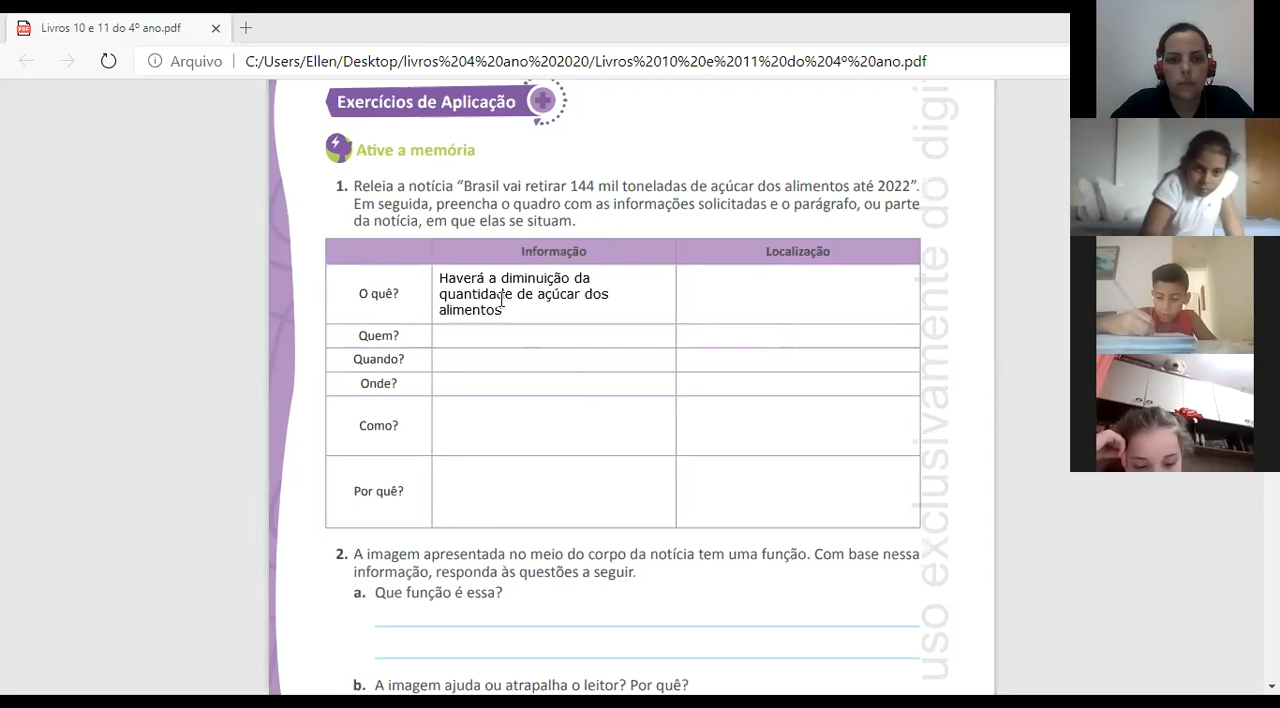 Livros 10 e 11 do 4º ano.pdf
Arquivo
C:/Users/Ellen/Desktop/livros%204%20ano%202020/Livros%2010%20e%2011%20do%204º%20ano.pdf
Exercícios de Aplicação
Ative a memória
1. Releia a notícia “Brasil vai retirar 144 mil toneladas de açúcar dos alimentos até 2022”.
Em seguida, preencha o quadro com as informações solicitadas e o parágrafo, ou parte
da notícia, em que elas se situam.
Informação Localização
O quê?
Haverá a diminuição da
quantidade de açúcar dos
alimentos
Quem?
Quando?
Onde?
Como?
Por quê?
2. A imagem apresentada no meio do corpo da notícia tem uma função. Com base nessa
informação, responda às questões a seguir.
a. Que função é essa?
b. A imagem ajuda ou atrapalha o leitor? Por quê?
uso exclusivamente do digi